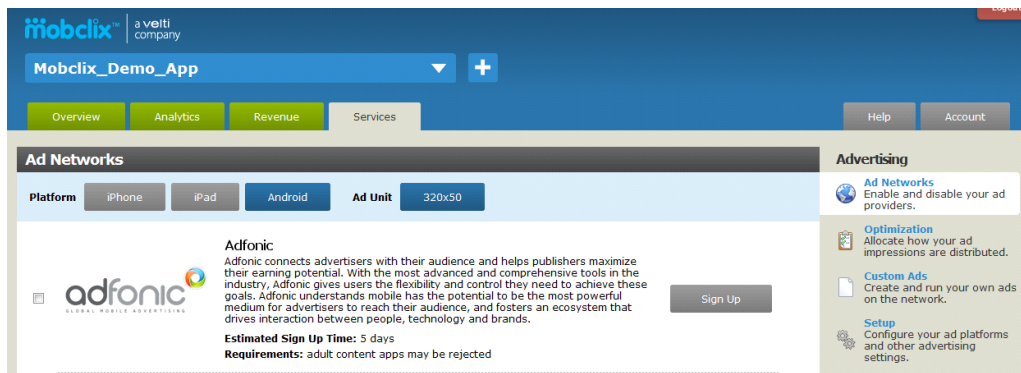 mobclix™ a velti
company
Logout
Mobclix_Demo_App
Overview Analytics Revenue Services Help Account
Ad Networks
Platform iPhone iPad Android Ad Unit 320x50
Adfonic
Adfonic connects advertisers with their audience and helps publishers maximize
their earning potential. With the most advanced and comprehensive tools in the
industry, Adfonic gives users the flexibility and control they need to achieve these
goals. Adfonic understands mobile has the potential to be the most powerful
medium for advertisers to reach their audience, and fosters an ecosystem that
drives interaction between people, technology and brands.
Estimated Sign Up Time: 5 days
Requirements: adult content apps may be rejected
adfonic
GLOBAL MOBILE ADVERTISING
Sign Up
Advertising
Ad Networks
Enable and disable your ad
providers.
Optimization
Allocate how your ad
impressions are distributed.
Custom Ads
Create and run your own ads
on the network.
Setup
Configure your ad platforms
and other advertising
settings.